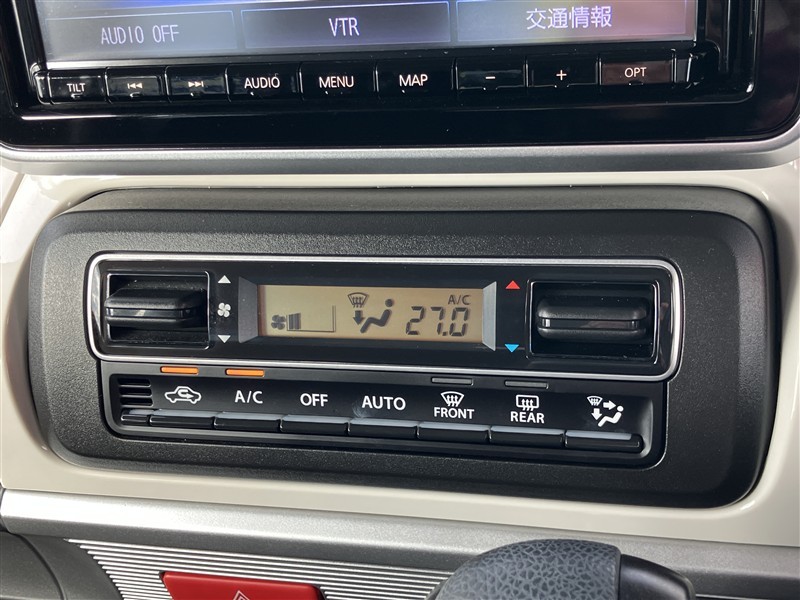 AUDIO OFF VTR 交通情報
TILT AUDIO MENU MAP − + OPT
A/C
27.0
A/C OFF AUTO FRONT REAR